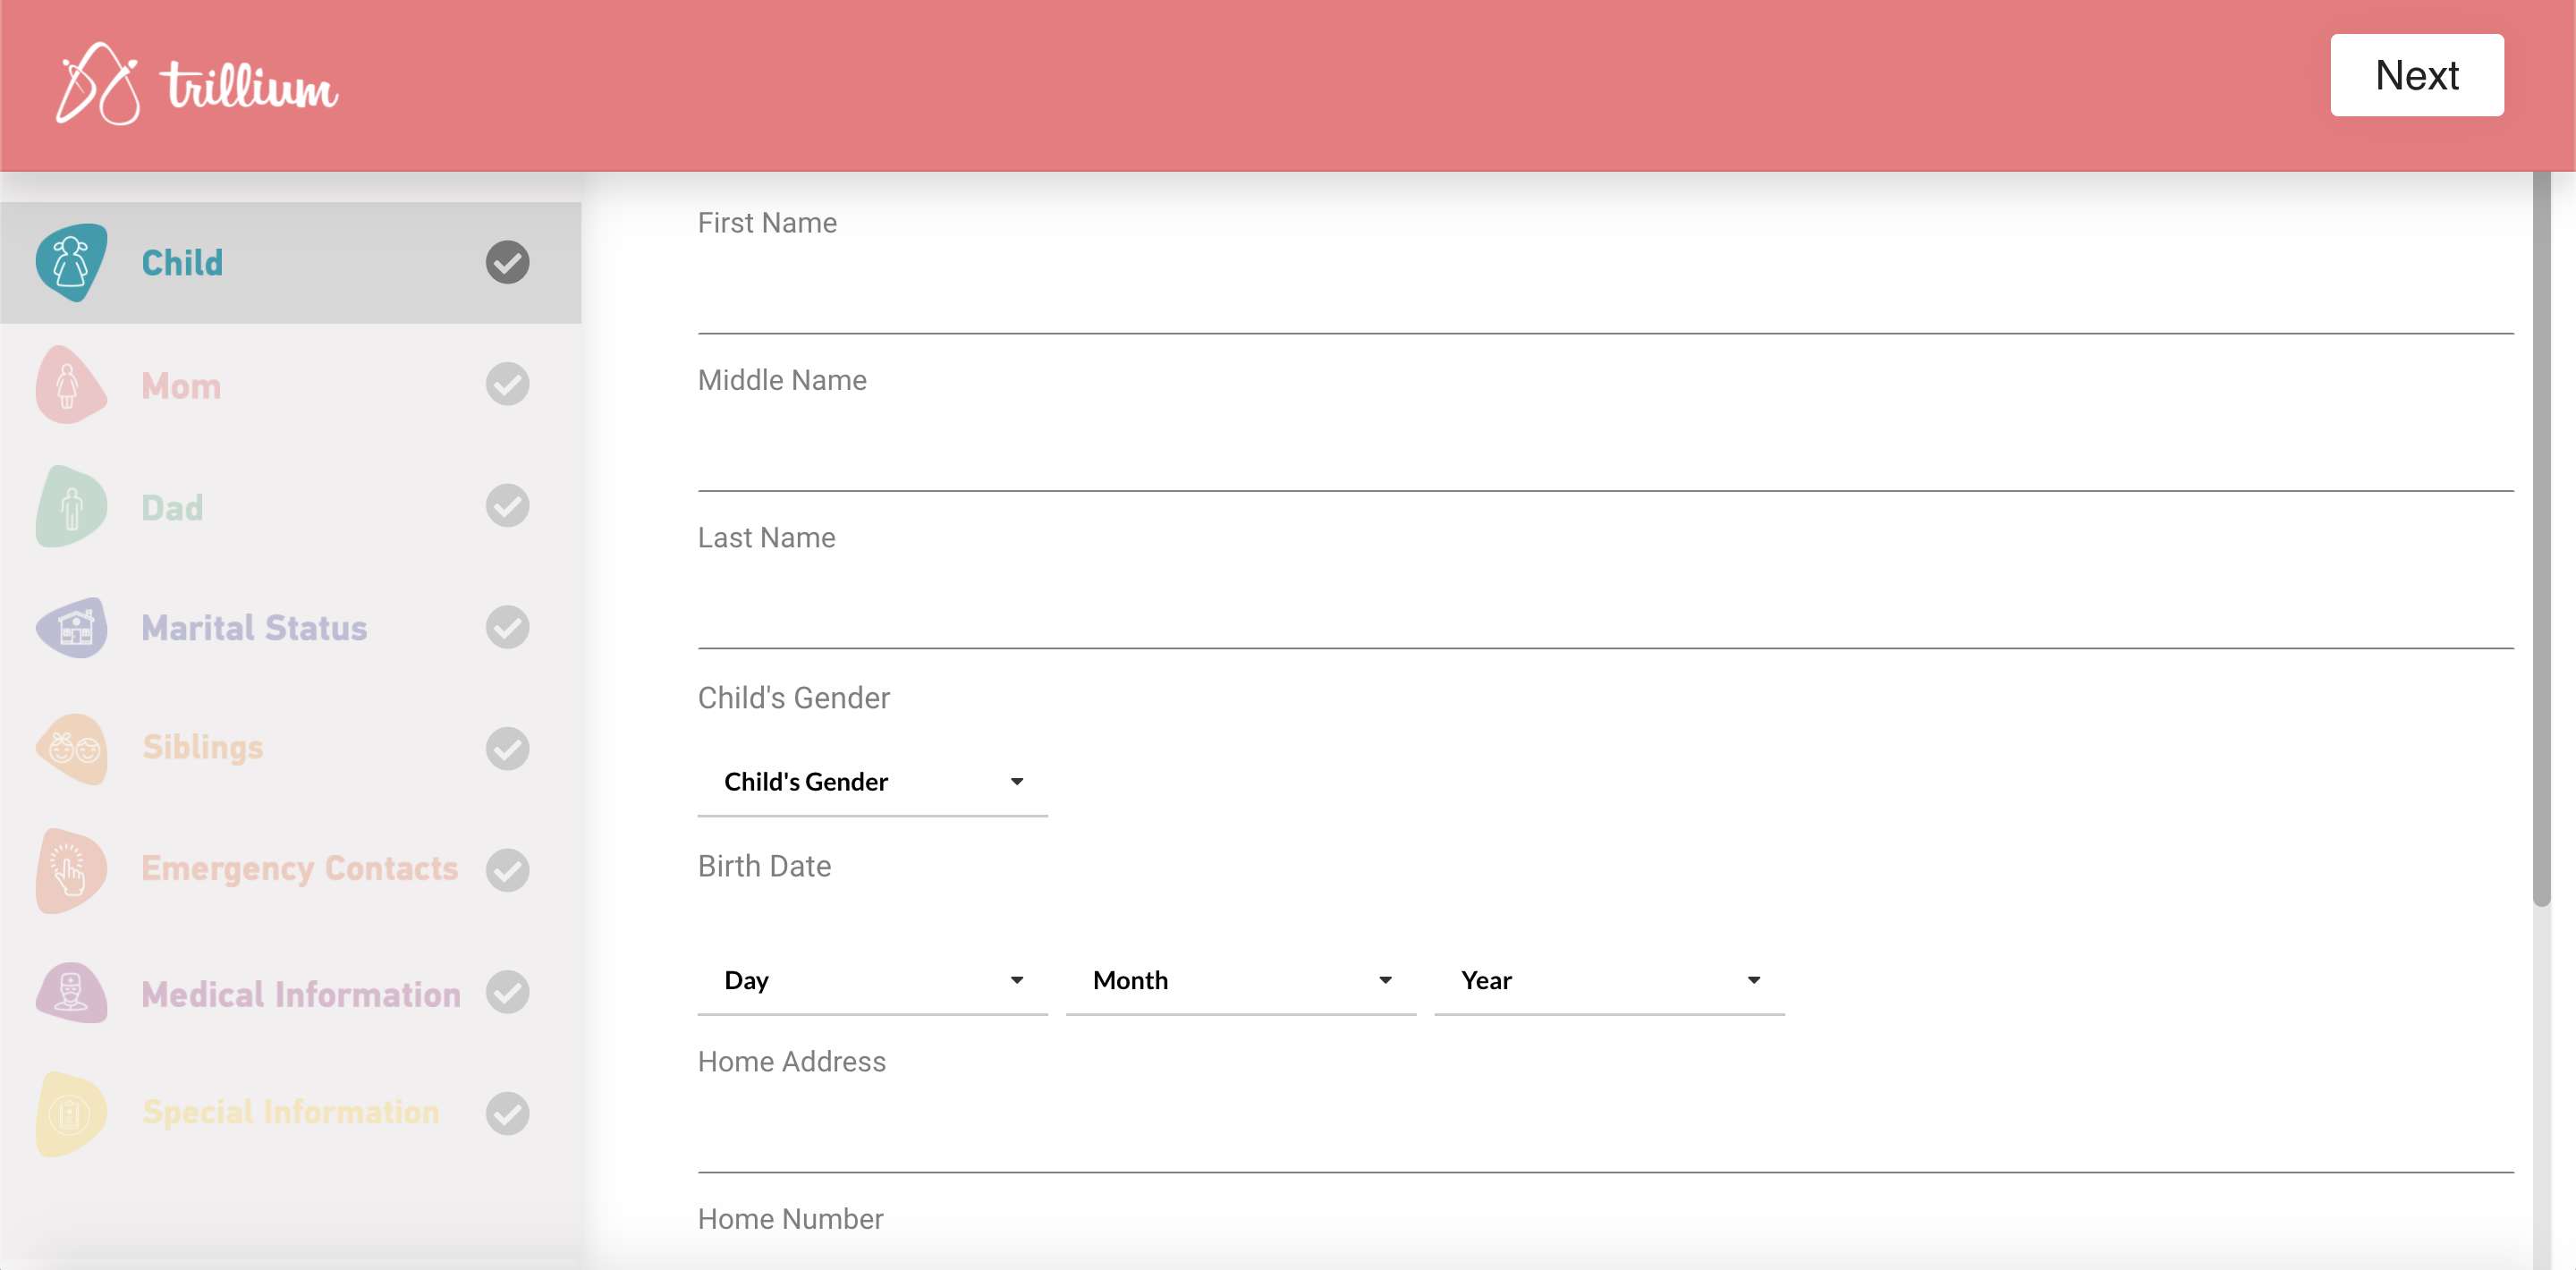 trillium
Next
Child
Mom
Dad
Marital Status
Siblings
Emergency Contacts
Medical Information
Special Information
First Name
Middle Name
Last Name
Child's Gender
Child's Gender
Birth Date
Day Month Year
Home Address
Home Number